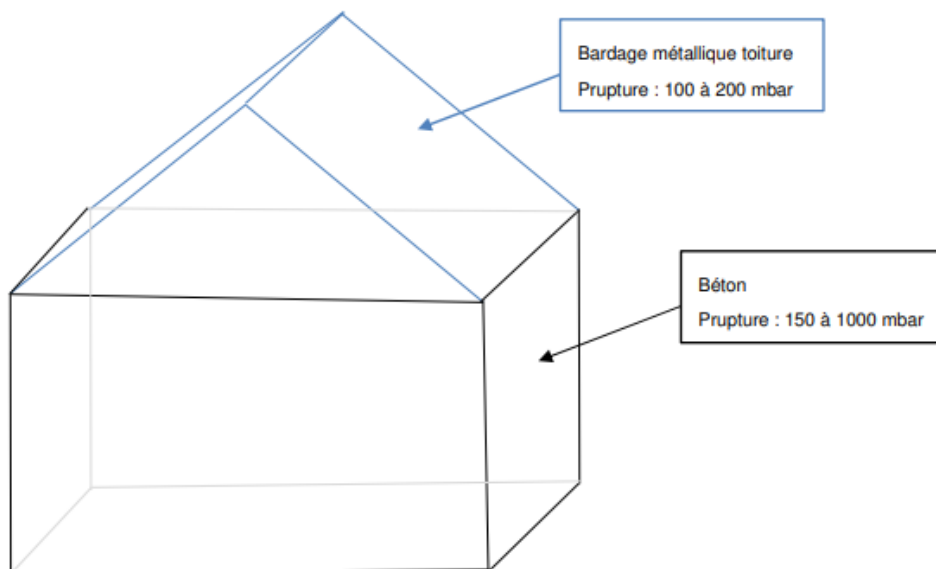 Bardage métallique toiture
Prupture : 100 à 200 mbar
Béton
Prupture : 150 à 1000 mbar